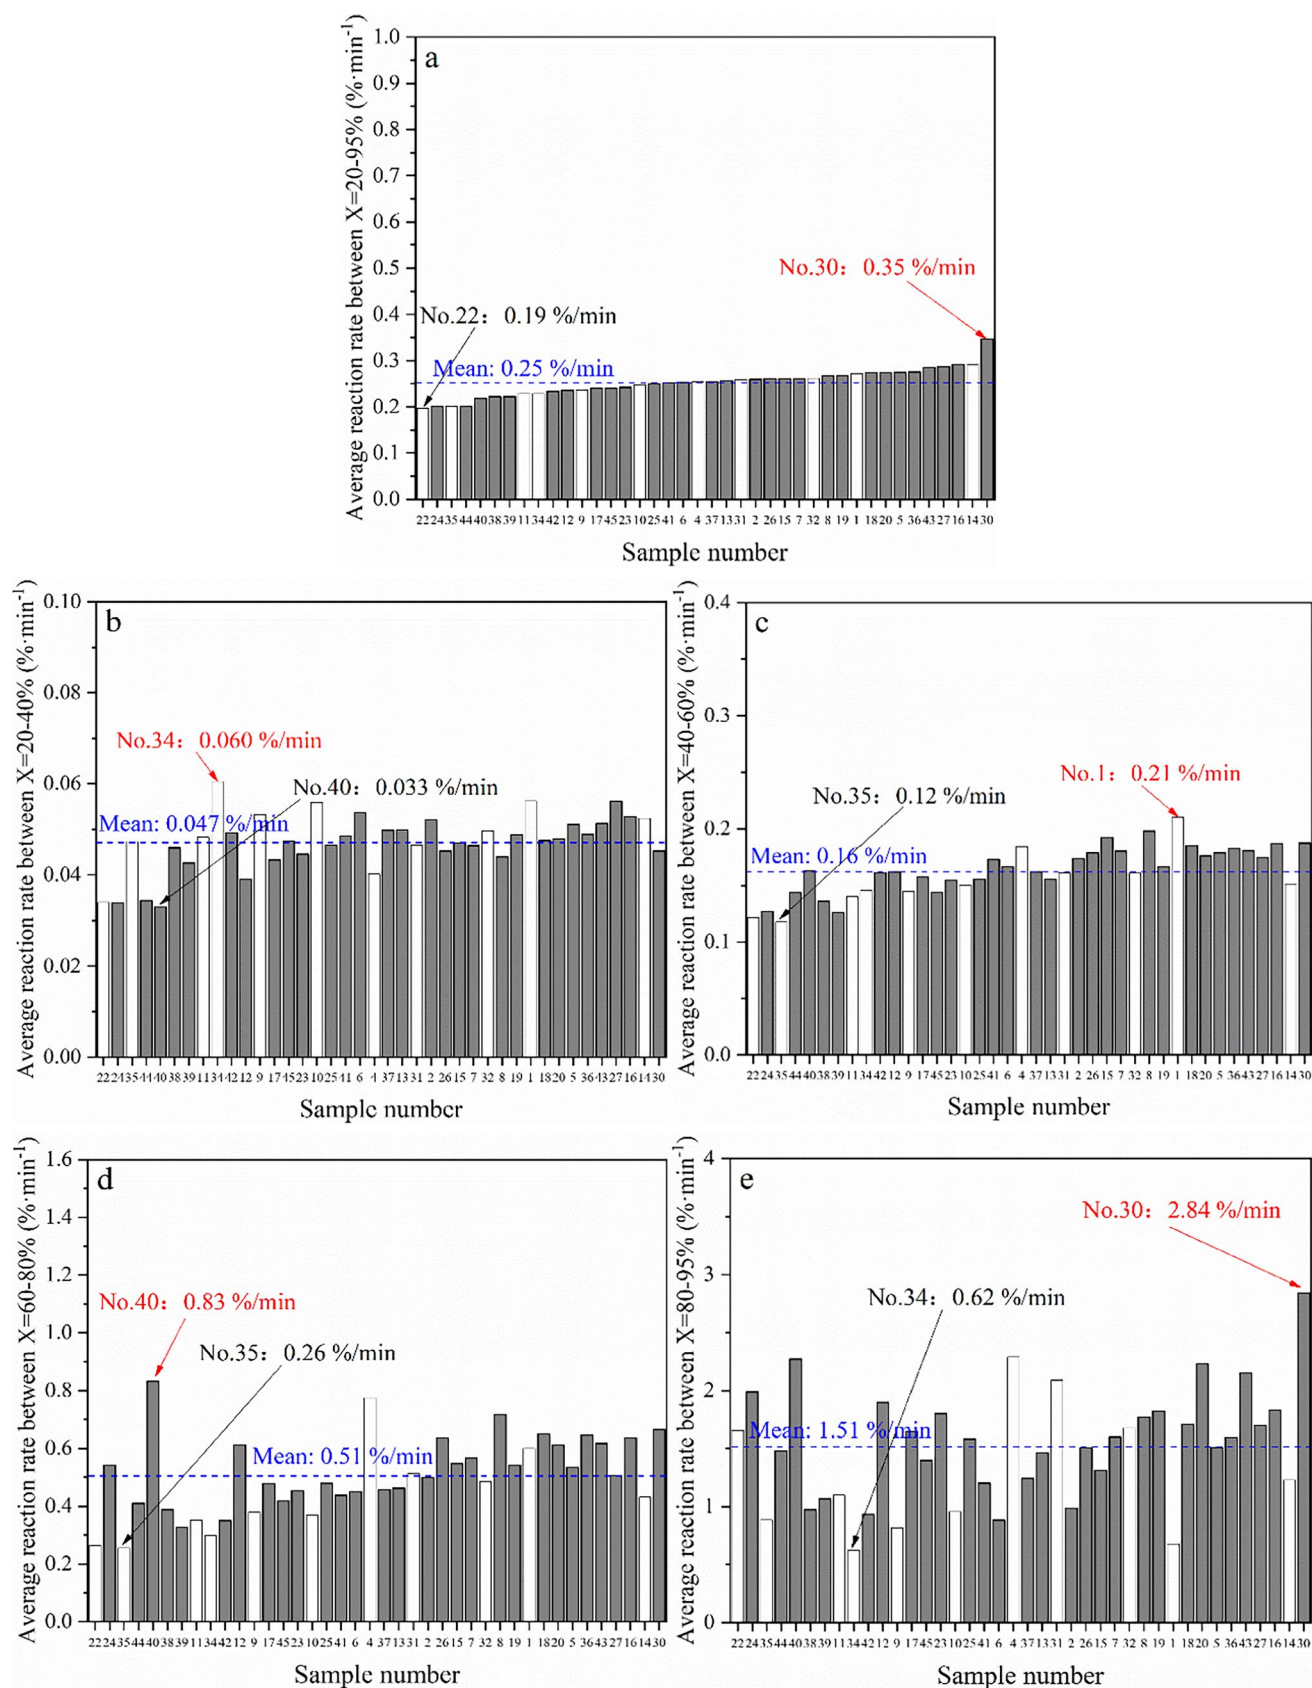 a
Average reaction rate between X=20-95% (%·min⁻¹)
1.0
0.9
0.8
0.7
0.6
0.5
0.4
0.3
0.2
0.1
0.0
No.30：0.35 %/min
No.22：0.19 %/min
Mean: 0.25 %/min
22 24 35 44 40 38 39 11 34 42 12 9 17 45 23 10 25 41 6 4 37 13 31 2 26 15 7 32 8 19 1 18 20 5 36 43 27 16 14 30
Sample number
b
Average reaction rate between X=20-40% (%·min⁻¹)
0.10
0.08
0.06
0.04
0.02
0.00
No.34：0.060 %/min
No.40：0.033 %/min
Mean: 0.047 %/min
22 24 35 44 40 38 39 11 34 42 12 9 17 45 23 10 25 41 6 4 37 13 31 2 26 15 7 32 8 19 1 18 20 5 36 43 27 16 14 30
Sample number
c
Average reaction rate between X=40-60% (%·min⁻¹)
0.4
0.3
0.2
0.1
0.0
No.1：0.21 %/min
No.35：0.12 %/min
Mean: 0.16 %/min
22 24 35 44 40 38 39 11 34 42 12 9 17 45 23 10 25 41 6 4 37 13 31 2 26 15 7 32 8 19 1 18 20 5 36 43 27 16 14 30
Sample number
d
Average reaction rate between X=60-80% (%·min⁻¹)
1.6
1.4
1.2
1.0
0.8
0.6
0.4
0.2
0.0
No.40：0.83 %/min
No.35：0.26 %/min
Mean: 0.51 %/min
22 24 35 44 40 38 39 11 34 42 12 9 17 45 23 10 25 41 6 4 37 13 31 2 26 15 7 32 8 19 1 18 20 5 36 43 27 16 14 30
Sample number
e
Average reaction rate between X=80-95% (%·min⁻¹)
4
3
2
1
0
No.30：2.84 %/min
No.34：0.62 %/min
Mean: 1.51 %/min
22 24 35 44 40 38 39 11 34 42 12 9 17 45 23 10 25 41 6 4 37 13 31 2 26 15 7 32 8 19 1 18 20 5 36 43 27 16 14 30
Sample number